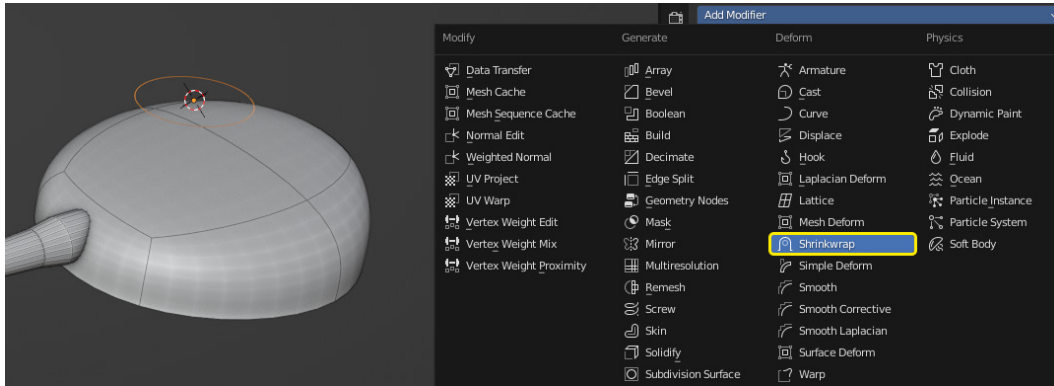 Add Modifier
Modify
Data Transfer
Mesh Cache
Mesh Sequence Cache
Normal Edit
Weighted Normal
UV Project
UV Warp
Vertex Weight Edit
Vertex Weight Mix
Vertex Weight Proximity
Generate
Array
Bevel
Boolean
Build
Decimate
Edge Split
Geometry Nodes
Mask
Mirror
Multiresolution
Remesh
Screw
Skin
Solidify
Subdivision Surface
Deform
Armature
Cast
Curve
Displace
Hook
Laplacian Deform
Lattice
Mesh Deform
Shrinkwrap
Simple Deform
Smooth
Smooth Corrective
Smooth Laplacian
Surface Deform
Warp
Physics
Cloth
Collision
Dynamic Paint
Explode
Fluid
Ocean
Particle Instance
Particle System
Soft Body